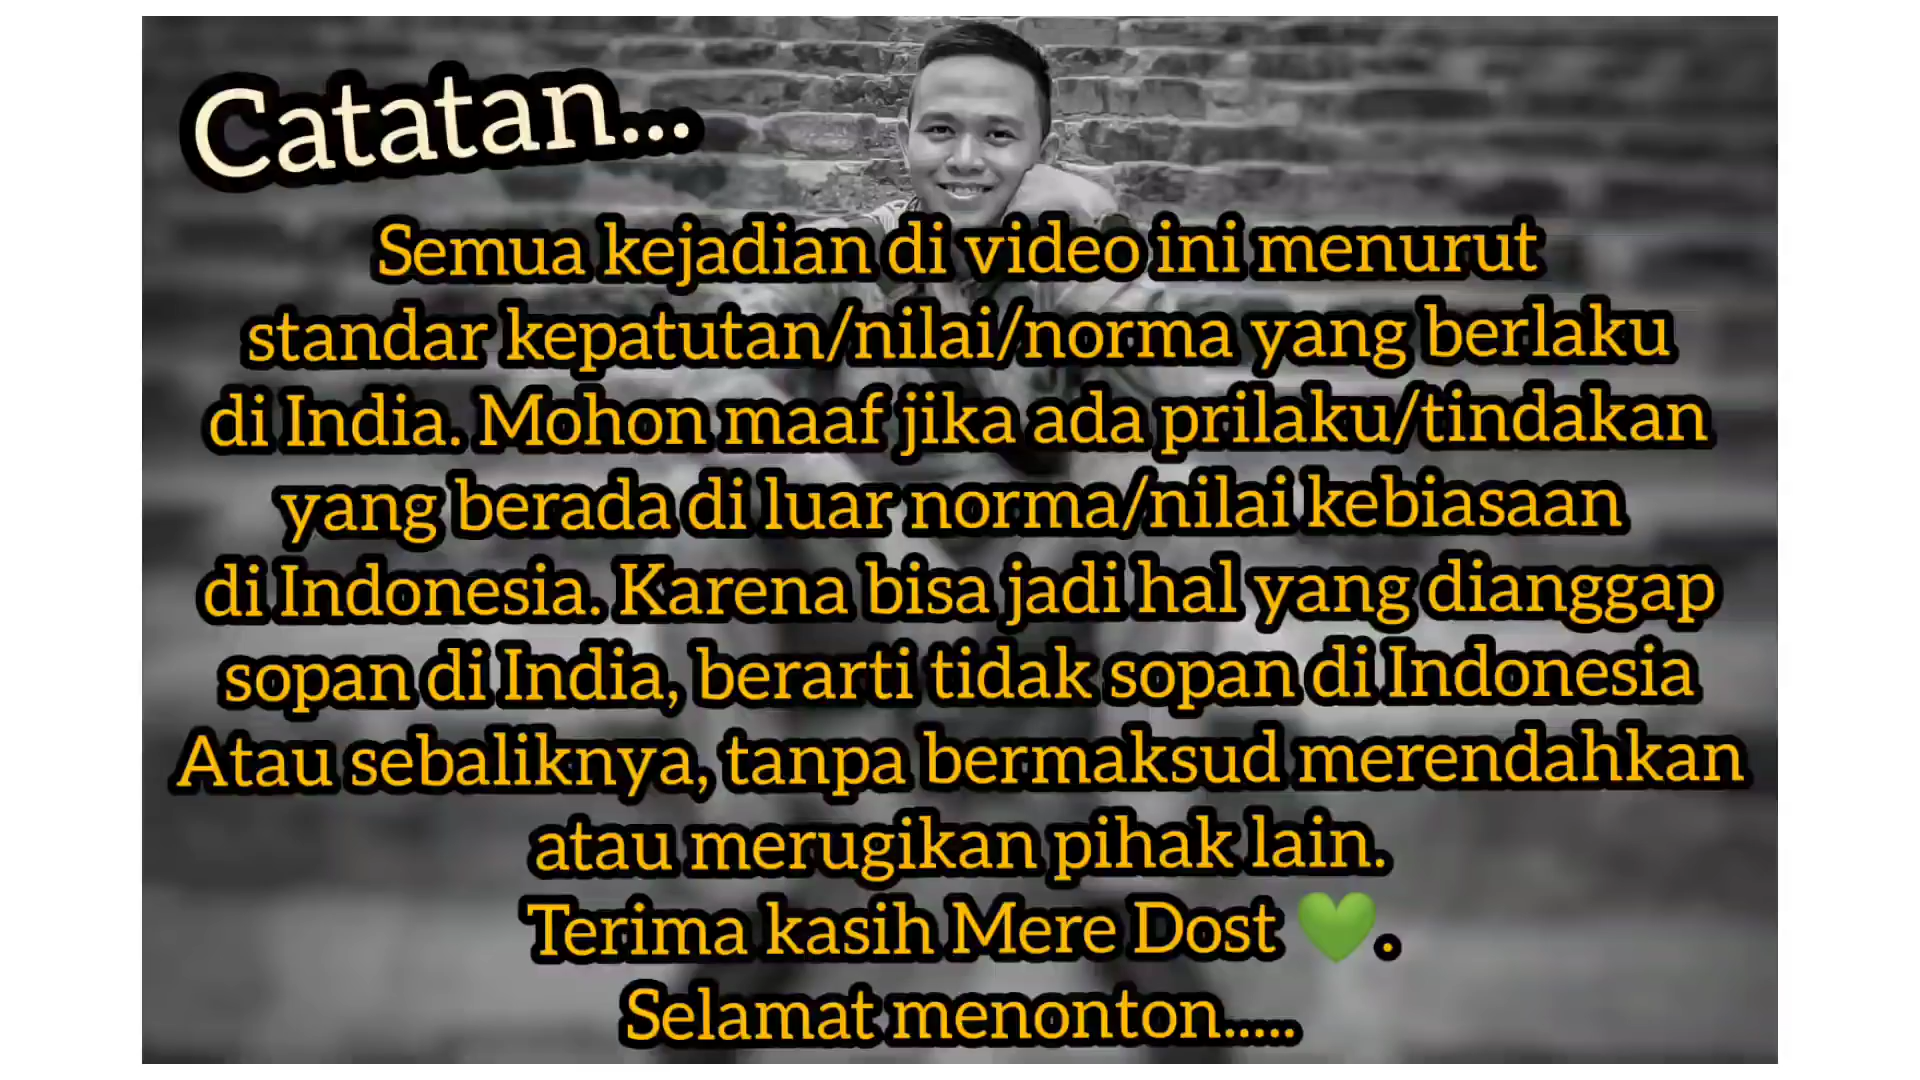 Catatan...
Semua kejadian di video ini menurut
standar kepatutan/nilai/norma yang berlaku
di India. Mohon maaf jika ada prilaku/tindakan
yang berada di luar norma/nilai kebiasaan
di Indonesia. Karena bisa jadi hal yang dianggap
sopan di India, berarti tidak sopan di Indonesia
Atau sebaliknya, tanpa bermaksud merendahkan
atau merugikan pihak lain.
Terima kasih Mere Dost 💚.
Selamat menonton.....